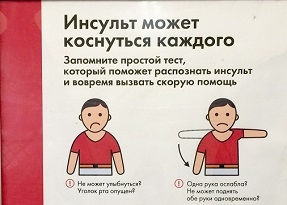 Инсульт может
коснуться каждого
Запомните простой тест,
который поможет распознать инсульт
и вовремя вызвать скорую помощь
! Не может улыбнуться?
Уголок рта опущен?
! Одна рука ослабла?
Не может поднять
обе руки одновременно?